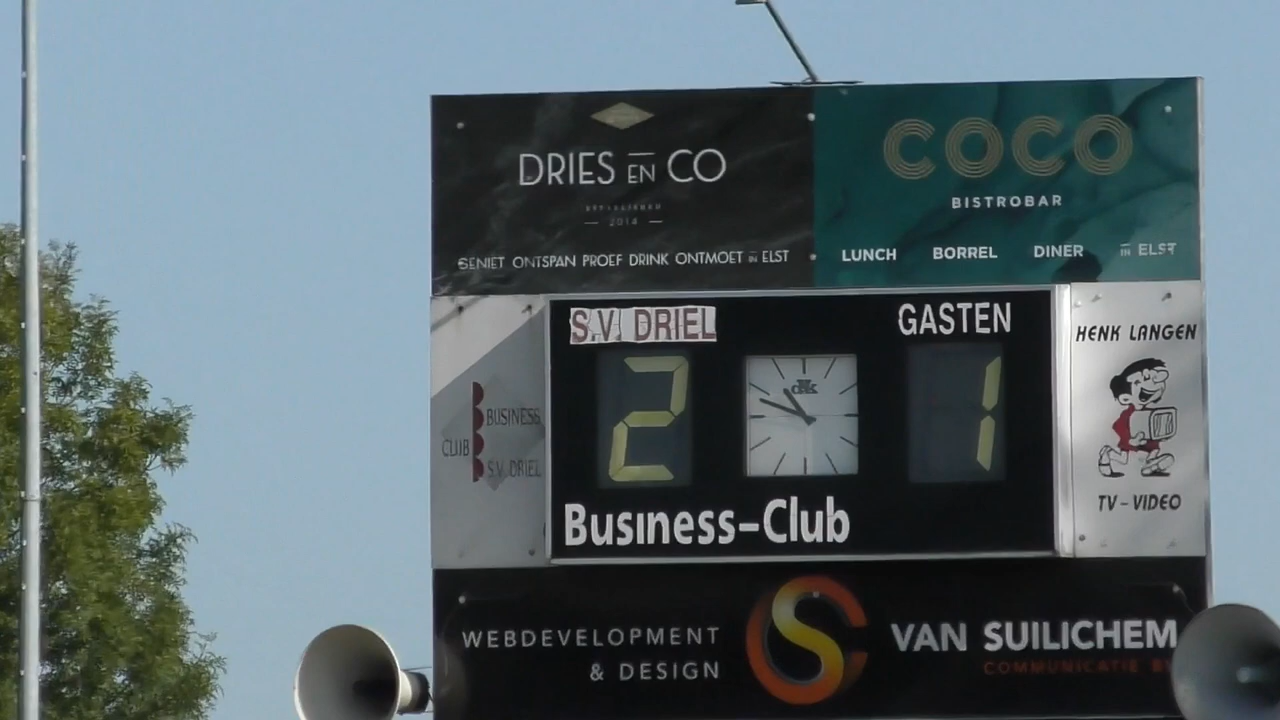 DRIES EN CO
ESTABLISHED
2014
GENIET ONTSPAN PROEF DRINK ONTMOET IN ELST
COCO
BISTROBAR
LUNCH BORREL DINER IN ELST
S.V. DRIEL
GASTEN
2
1
BUSINESS
CLUB
S.V. DRIEL
Business-Club
HENK LANGEN
TV-VIDEO
WEBDEVELOPMENT
& DESIGN
VAN SUILICHEM
COMMUNICATIE